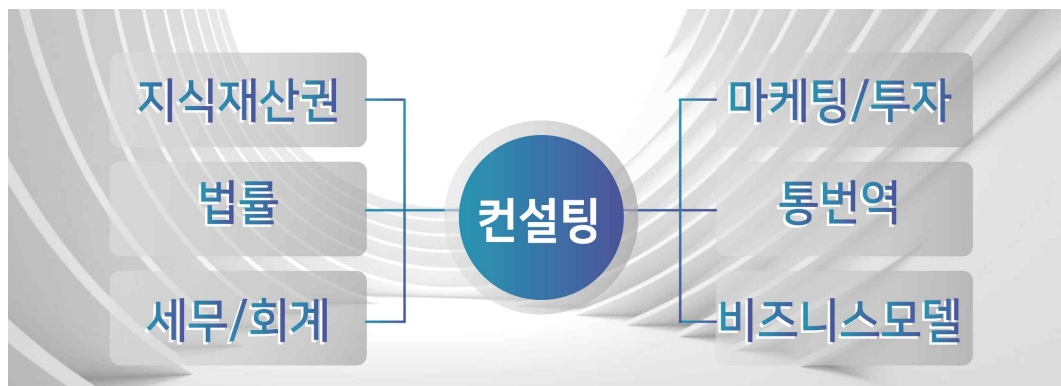 지식재산권
법률
세무/회계
컨설팅
마케팅/투자
통번역
비즈니스모델